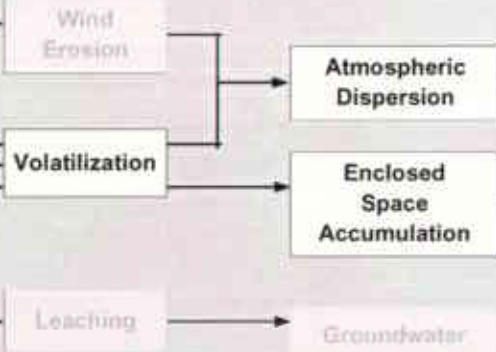 Wind
Erosion
Atmospheric
Dispersion
Volatilization
Enclosed
Space
Accumulation
Leaching
Groundwater